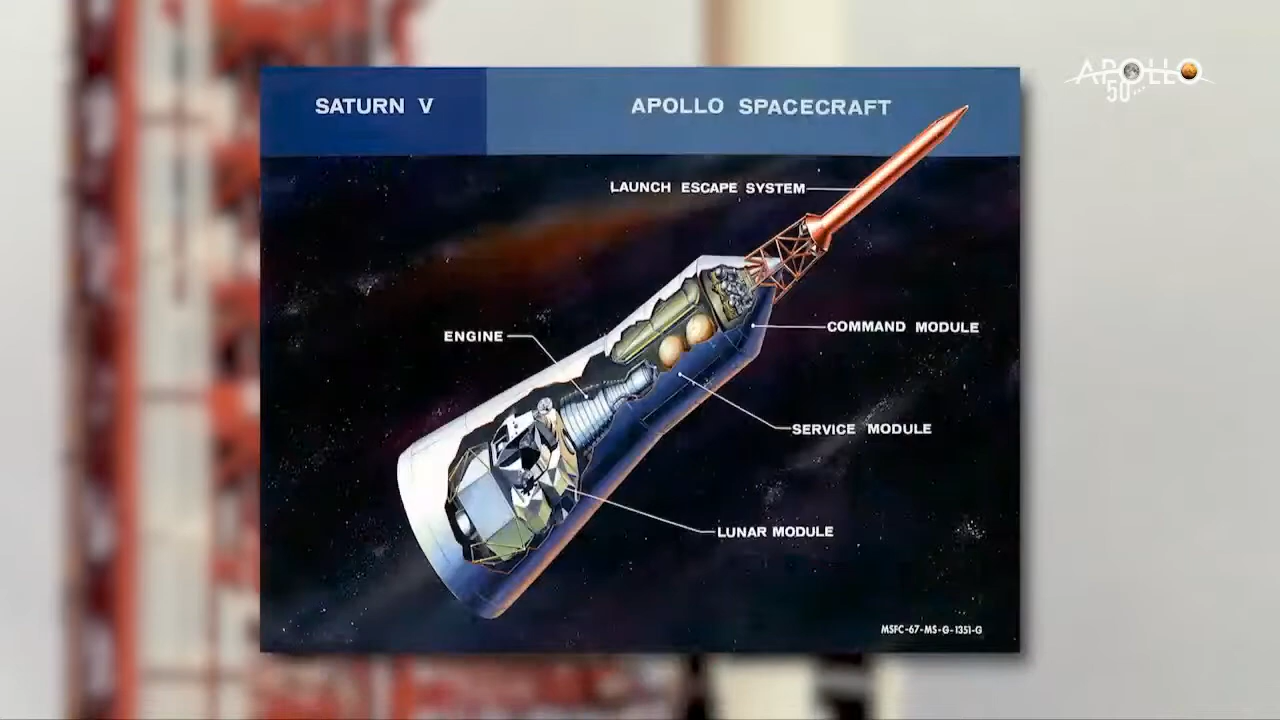 APOLLO
50
SATURN V
APOLLO SPACECRAFT
LAUNCH ESCAPE SYSTEM
COMMAND MODULE
ENGINE
SERVICE MODULE
LUNAR MODULE
MSFC-67-MS-G-1351-G